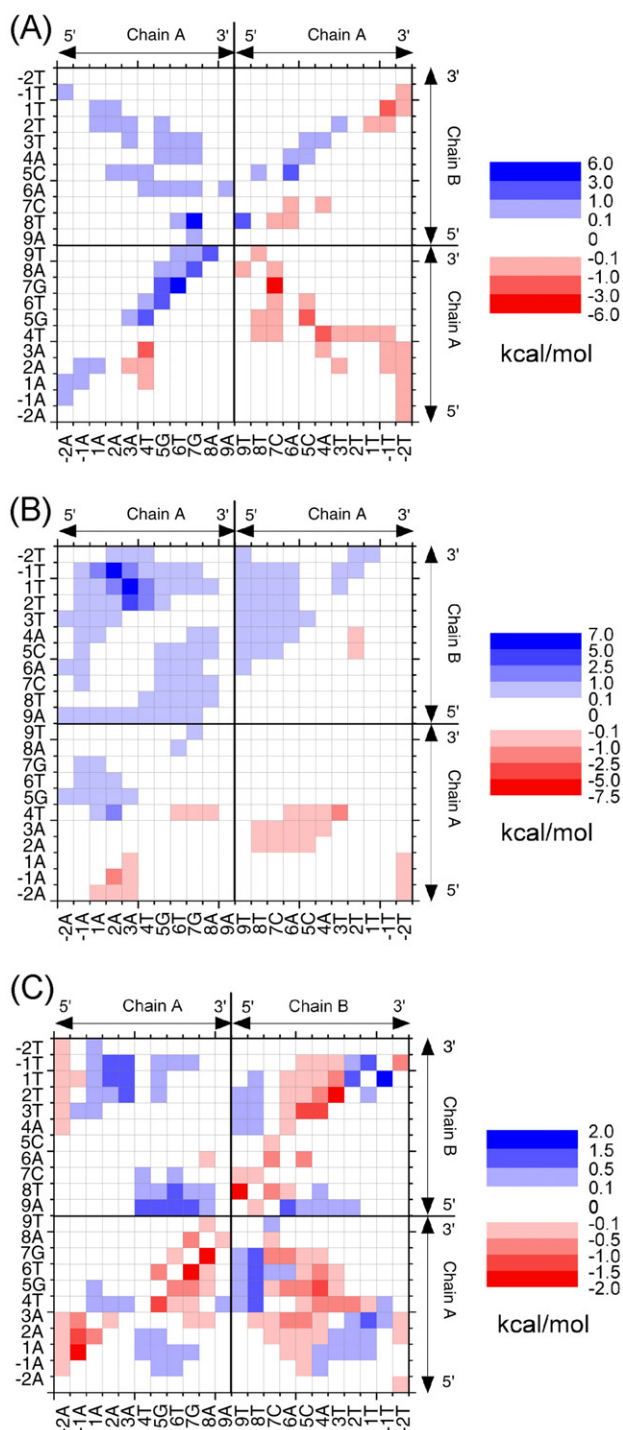 (A)
5' Chain A 3' 5' Chain A 3'
-2T
-1T
1T
2T
3T
4A
5C
6A
7C
8T
9A
9T
8A
7G
6T
5G
4T
3A
2A
1A
-1A
-2A
3'
Chain B
5'
3'
Chain A
5'
-2A -1A 1A 2A 3A 4T 5G 6T 7G 8A 9A 9T 8T 7C 6A 5C 4A 3T 2T 1T -1T -2T
6.0
3.0
1.0
0.1
0
-0.1
-1.0
-3.0
-6.0
kcal/mol
(B)
5' Chain A 3' 5' Chain A 3'
-2T
-1T
1T
2T
3T
4A
5C
6A
7C
8T
9A
9T
8A
7G
6T
5G
4T
3A
2A
1A
-1A
-2A
3'
Chain B
5'
3'
Chain A
5'
-2A -1A 1A 2A 3A 4T 5G 6T 7G 8A 9A 9T 8T 7C 6A 5C 4A 3T 2T 1T -1T -2T
7.0
5.0
2.5
1.0
0.1
0
-0.1
-1.0
-2.5
-5.0
-7.5
kcal/mol
(C)
5' Chain A 3' 5' Chain B 3'
-2T
-1T
1T
2T
3T
4A
5C
6A
7C
8T
9A
9T
8A
7G
6T
5G
4T
3A
2A
1A
-1A
-2A
3'
Chain B
5'
3'
Chain A
5'
-2A -1A 1A 2A 3A 4T 5G 6T 7G 8A 9A 9T 8T 7C 6A 5C 4A 3T 2T 1T -1T -2T
2.0
1.5
0.5
0.1
0
-0.1
-0.5
-1.0
-1.5
-2.0
kcal/mol